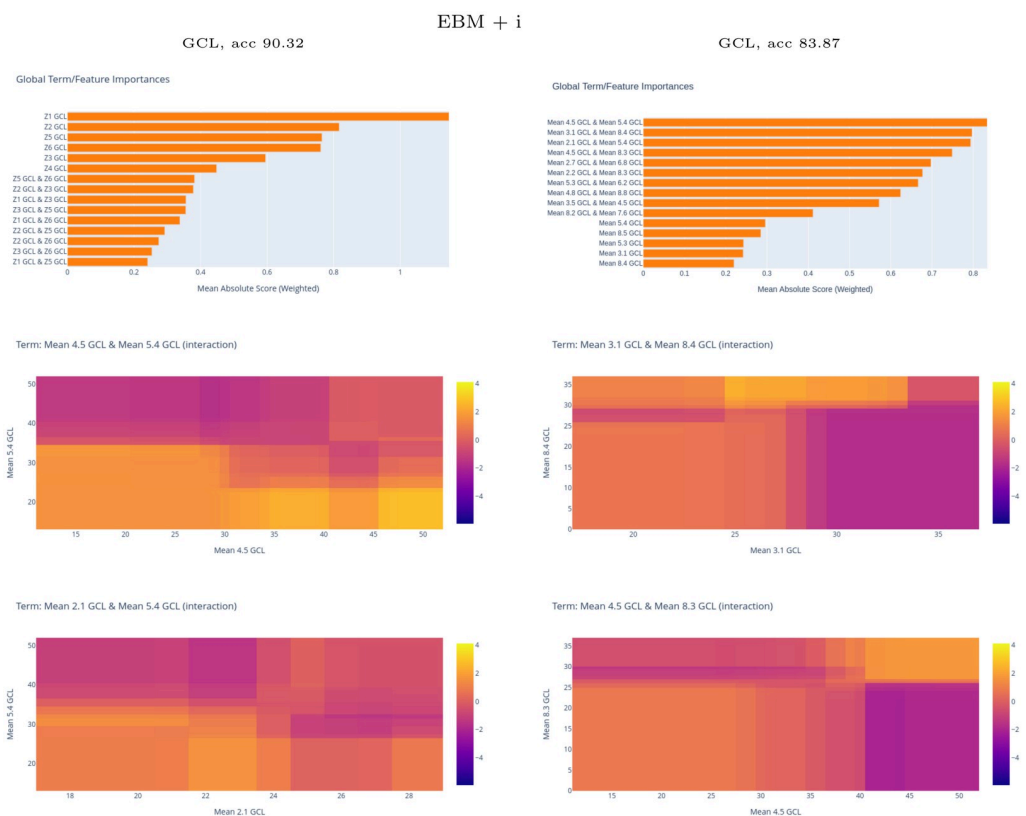 EBM + i
GCL, acc 90.32
GCL, acc 83.87
Global Term/Feature Importances
Z1 GCL
Z2 GCL
Z5 GCL
Z6 GCL
Z3 GCL
Z4 GCL
Z5 GCL & Z6 GCL
Z2 GCL & Z3 GCL
Z1 GCL & Z3 GCL
Z3 GCL & Z5 GCL
Z1 GCL & Z6 GCL
Z2 GCL & Z5 GCL
Z2 GCL & Z6 GCL
Z3 GCL & Z6 GCL
Z1 GCL & Z5 GCL
0 0.2 0.4 0.6 0.8 1
Mean Absolute Score (Weighted)
Global Term/Feature Importances
Mean 4.5 GCL & Mean 5.4 GCL
Mean 3.1 GCL & Mean 8.4 GCL
Mean 2.1 GCL & Mean 5.4 GCL
Mean 4.5 GCL & Mean 8.3 GCL
Mean 2.7 GCL & Mean 6.8 GCL
Mean 2.2 GCL & Mean 8.3 GCL
Mean 5.3 GCL & Mean 6.2 GCL
Mean 4.8 GCL & Mean 8.8 GCL
Mean 3.5 GCL & Mean 4.5 GCL
Mean 8.2 GCL & Mean 7.6 GCL
Mean 5.4 GCL
Mean 8.5 GCL
Mean 5.3 GCL
Mean 3.1 GCL
Mean 8.4 GCL
0 0.1 0.2 0.3 0.4 0.5 0.6 0.7 0.8
Mean Absolute Score (Weighted)
Term: Mean 4.5 GCL & Mean 5.4 GCL (interaction)
Mean 5.4 GCL
50
40
30
20
15 20 25 30 35 40 45 50
Mean 4.5 GCL
4
2
0
−2
−4
Term: Mean 3.1 GCL & Mean 8.4 GCL (interaction)
Mean 8.4 GCL
35
30
25
20
15
10
5
0
20 25 30 35
Mean 3.1 GCL
4
2
0
−2
−4
Term: Mean 2.1 GCL & Mean 5.4 GCL (interaction)
Mean 5.4 GCL
50
40
30
20
18 20 22 24 26 28
Mean 2.1 GCL
4
2
0
−2
−4
Term: Mean 4.5 GCL & Mean 8.3 GCL (interaction)
Mean 8.3 GCL
35
30
25
20
15
10
5
0
15 20 25 30 35 40 45 50
Mean 4.5 GCL
4
2
0
−2
−4